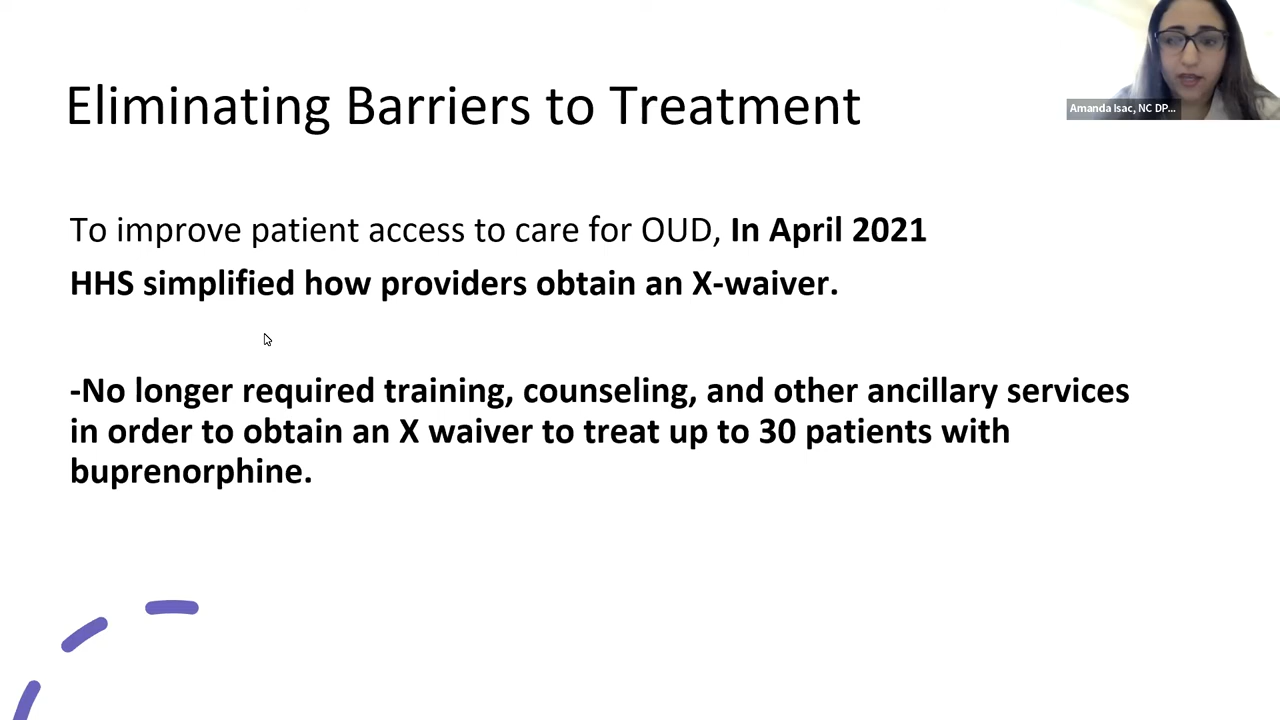 Eliminating Barriers to Treatment
Amanda Isac, NC DP...
To improve patient access to care for OUD, In April 2021
HHS simplified how providers obtain an X-waiver.
-No longer required training, counseling, and other ancillary services
in order to obtain an X waiver to treat up to 30 patients with
buprenorphine.